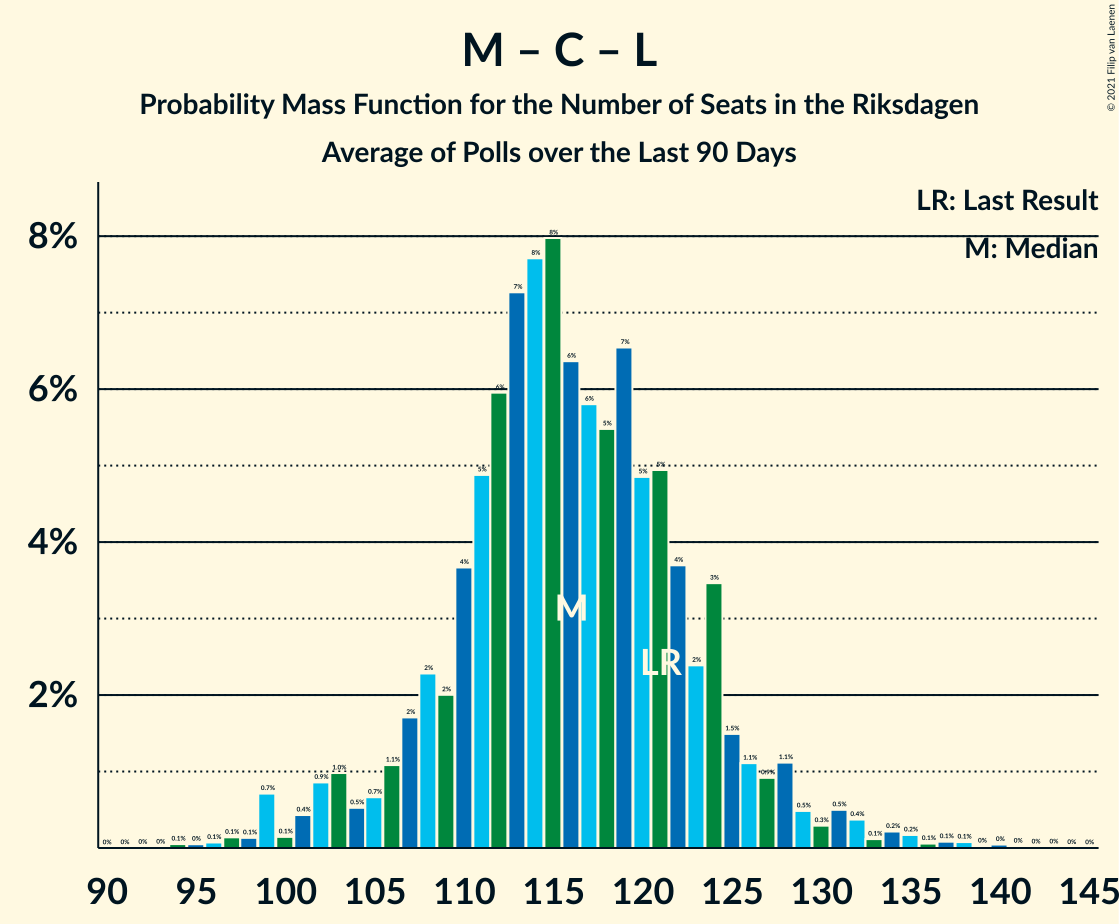 M – C – L
Probability Mass Function for the Number of Seats in the Riksdagen
Average of Polls over the Last 90 Days
© 2021 Filip van Laenen
LR: Last Result
M: Median
8%
6%
4%
2%
0% 0% 0% 0% 0.1% 0% 0.1% 0.1% 0.1% 0.7% 0.1% 0.4% 0.9% 1.0% 0.5% 0.7% 1.1% 2% 2% 2% 4% 5% 6% 7% 8% 8% 6% 6% 5% 7% 5% 5% 4% 2% 3% 1.5% 1.1% 0.9% 1.1% 0.5% 0.3% 0.5% 0.4% 0.1% 0.2% 0.2% 0.1% 0.1% 0.1% 0% 0% 0% 0% 0% 0% 0%
M
LR
90 95 100 105 110 115 120 125 130 135 140 145